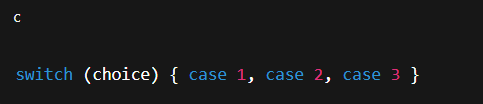 c
switch (choice) { case 1, case 2, case 3 }